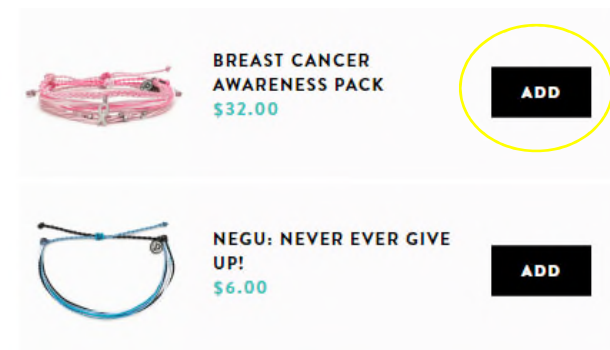 BREAST CANCER
AWARENESS PACK
$32.00
ADD
NEGU: NEVER EVER GIVE
UP!
$6.00
ADD